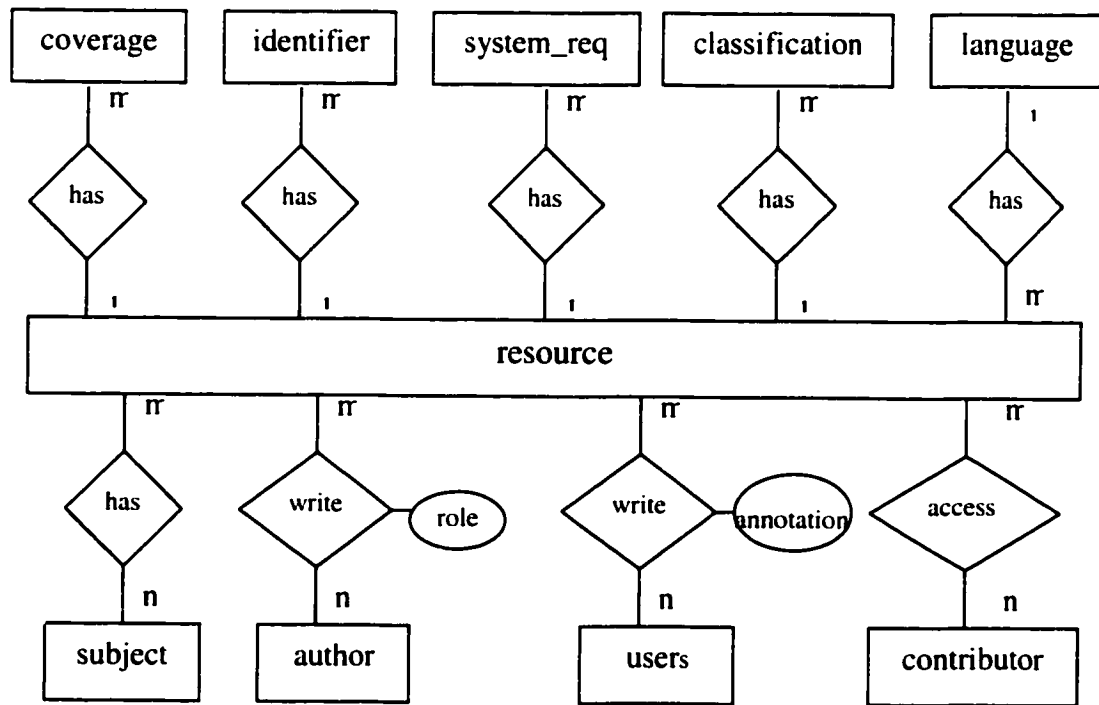 coverage identifier system_req classification language
m m m m 1
has has has has has
1 1 1 1 m
resource
m m m m
has write role write annotation access
n n n n
subject author users contributor